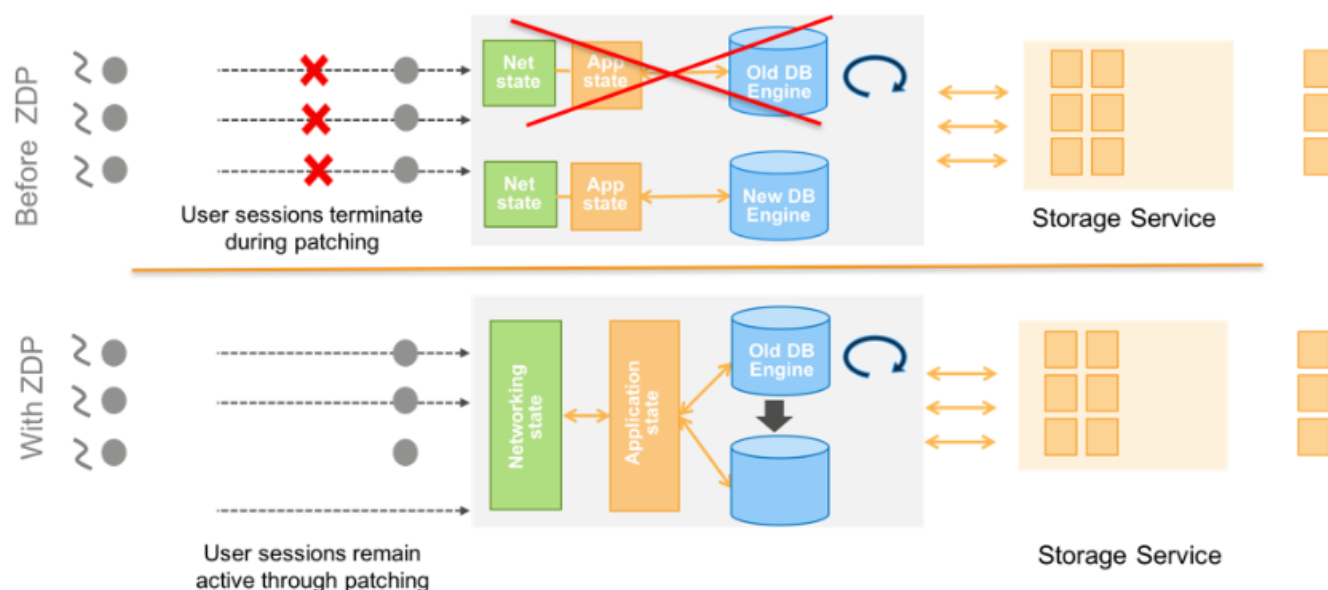 Before ZDP
Net
state
App
state
Old DB
Engine
Net
state
App
state
New DB
Engine
User sessions terminate
during patching
Storage Service
With ZDP
Networking
state
Application
state
Old DB
Engine
User sessions remain
active through patching
Storage Service